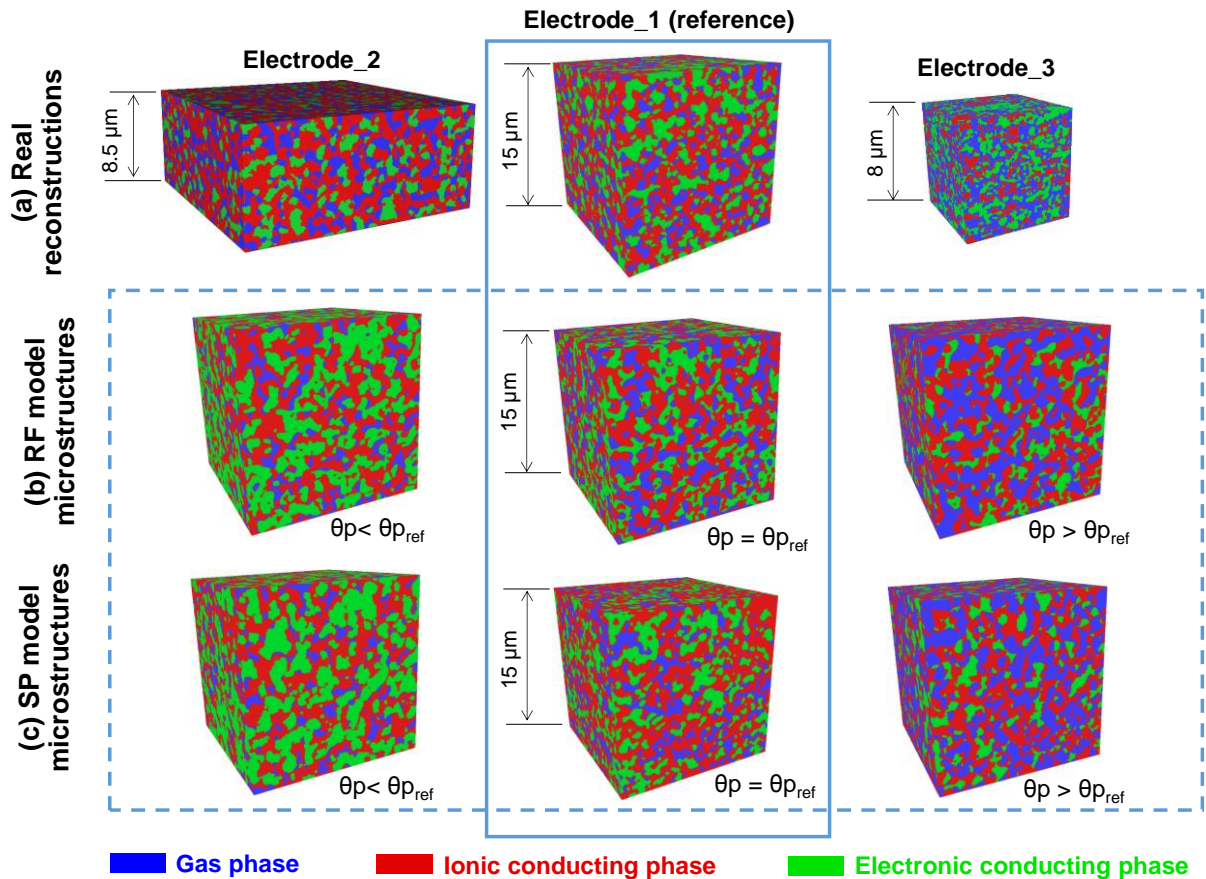 Electrode_1 (reference)
Electrode_2
Electrode_3
(a) Real
reconstructions
8.5 µm
15 µm
8 µm
(b) RF model
microstructures
15 µm
θp< θp_ref
θp = θp_ref
θp > θp_ref
(c) SP model
microstructures
15 µm
θp< θp_ref
θp = θp_ref
θp > θp_ref
Gas phase
Ionic conducting phase
Electronic conducting phase